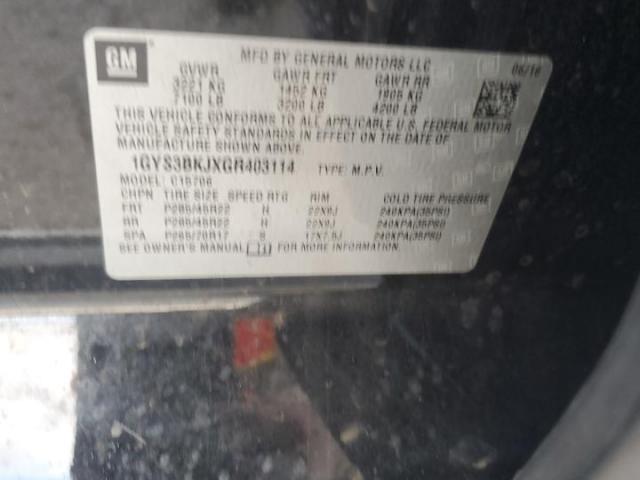 GM
MFD BY GENERAL MOTORS LLC 06/16
GVWR GAWR FRT GAWR RR
3221 KG 1452 KG 1905 KG
7100 LB 3200 LB 4200 LB
THIS VEHICLE CONFORMS TO ALL APPLICABLE U.S. FEDERAL MOTOR
VEHICLE SAFETY STANDARDS IN EFFECT ON THE DATE OF
MANUFACTURE SHOWN ABOVE.
1GYS3BKJXGR403114 TYPE: M.P.V.
MODEL: C15706
CHPN TIRE SIZE SPEED RTG RIM COLD TIRE PRESSURE
FRT P285/45R22 H 22X9J 240KPA(35PSI)
RR P285/45R22 H 22X9J 240KPA(35PSI)
SPA P265/70R17 S 17X7.5J 240KPA(35PSI)
SEE OWNER'S MANUAL FOR MORE INFORMATION.